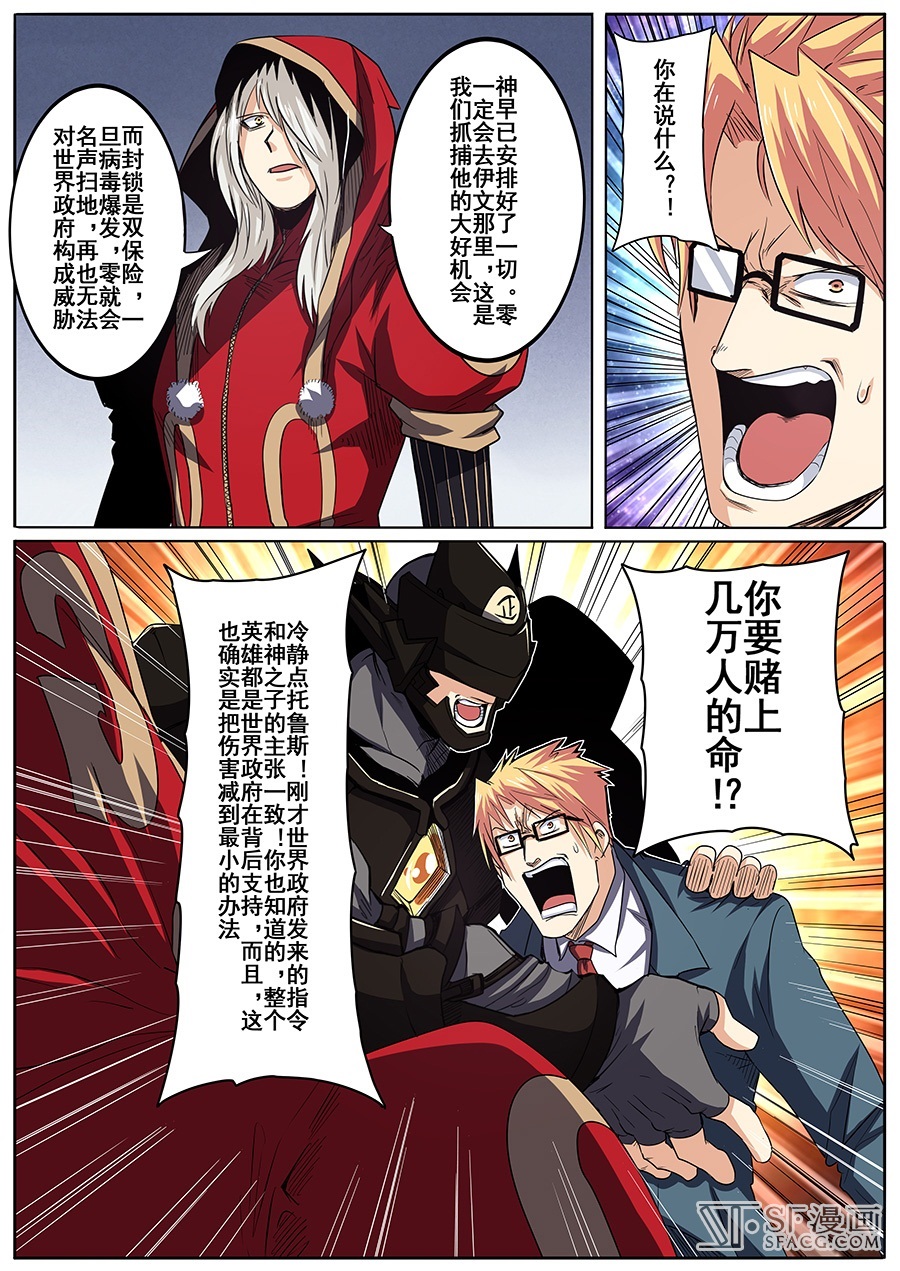 你在说
什么？！
神早已安排好了一切。零
一定会去伊文那里，这是
我们抓捕他的大好机会
而封锁是双保险，一
旦病毒爆发，零就会
名声扫地，再也无法
对世界政府构成威胁
你要赌上
几万人的命!?
正
冷静点托鲁斯！刚才世界政府发来的指令
和神之子的主张一致！你也知道的，整个
英雄都是世界政府在背后支持，而且，这
也确实是把伤害减到最小的办法
SF漫画
SFACG.COM